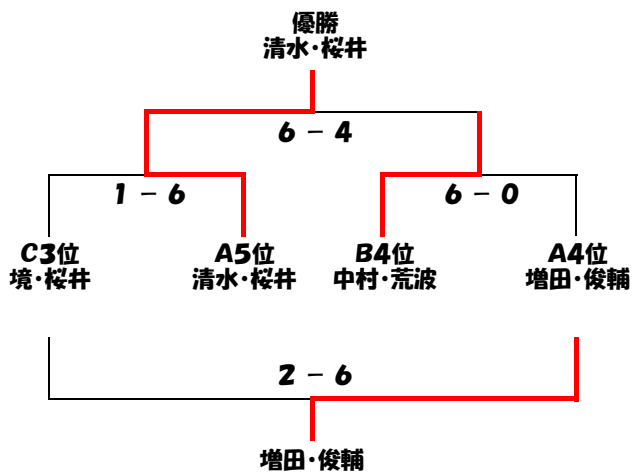 優勝
清水・桜井
6 - 4
1 - 6
6 - 0
C3位
境・桜井
A5位
清水・桜井
B4位
中村・荒波
A4位
増田・俊輔
2 - 6
増田・俊輔